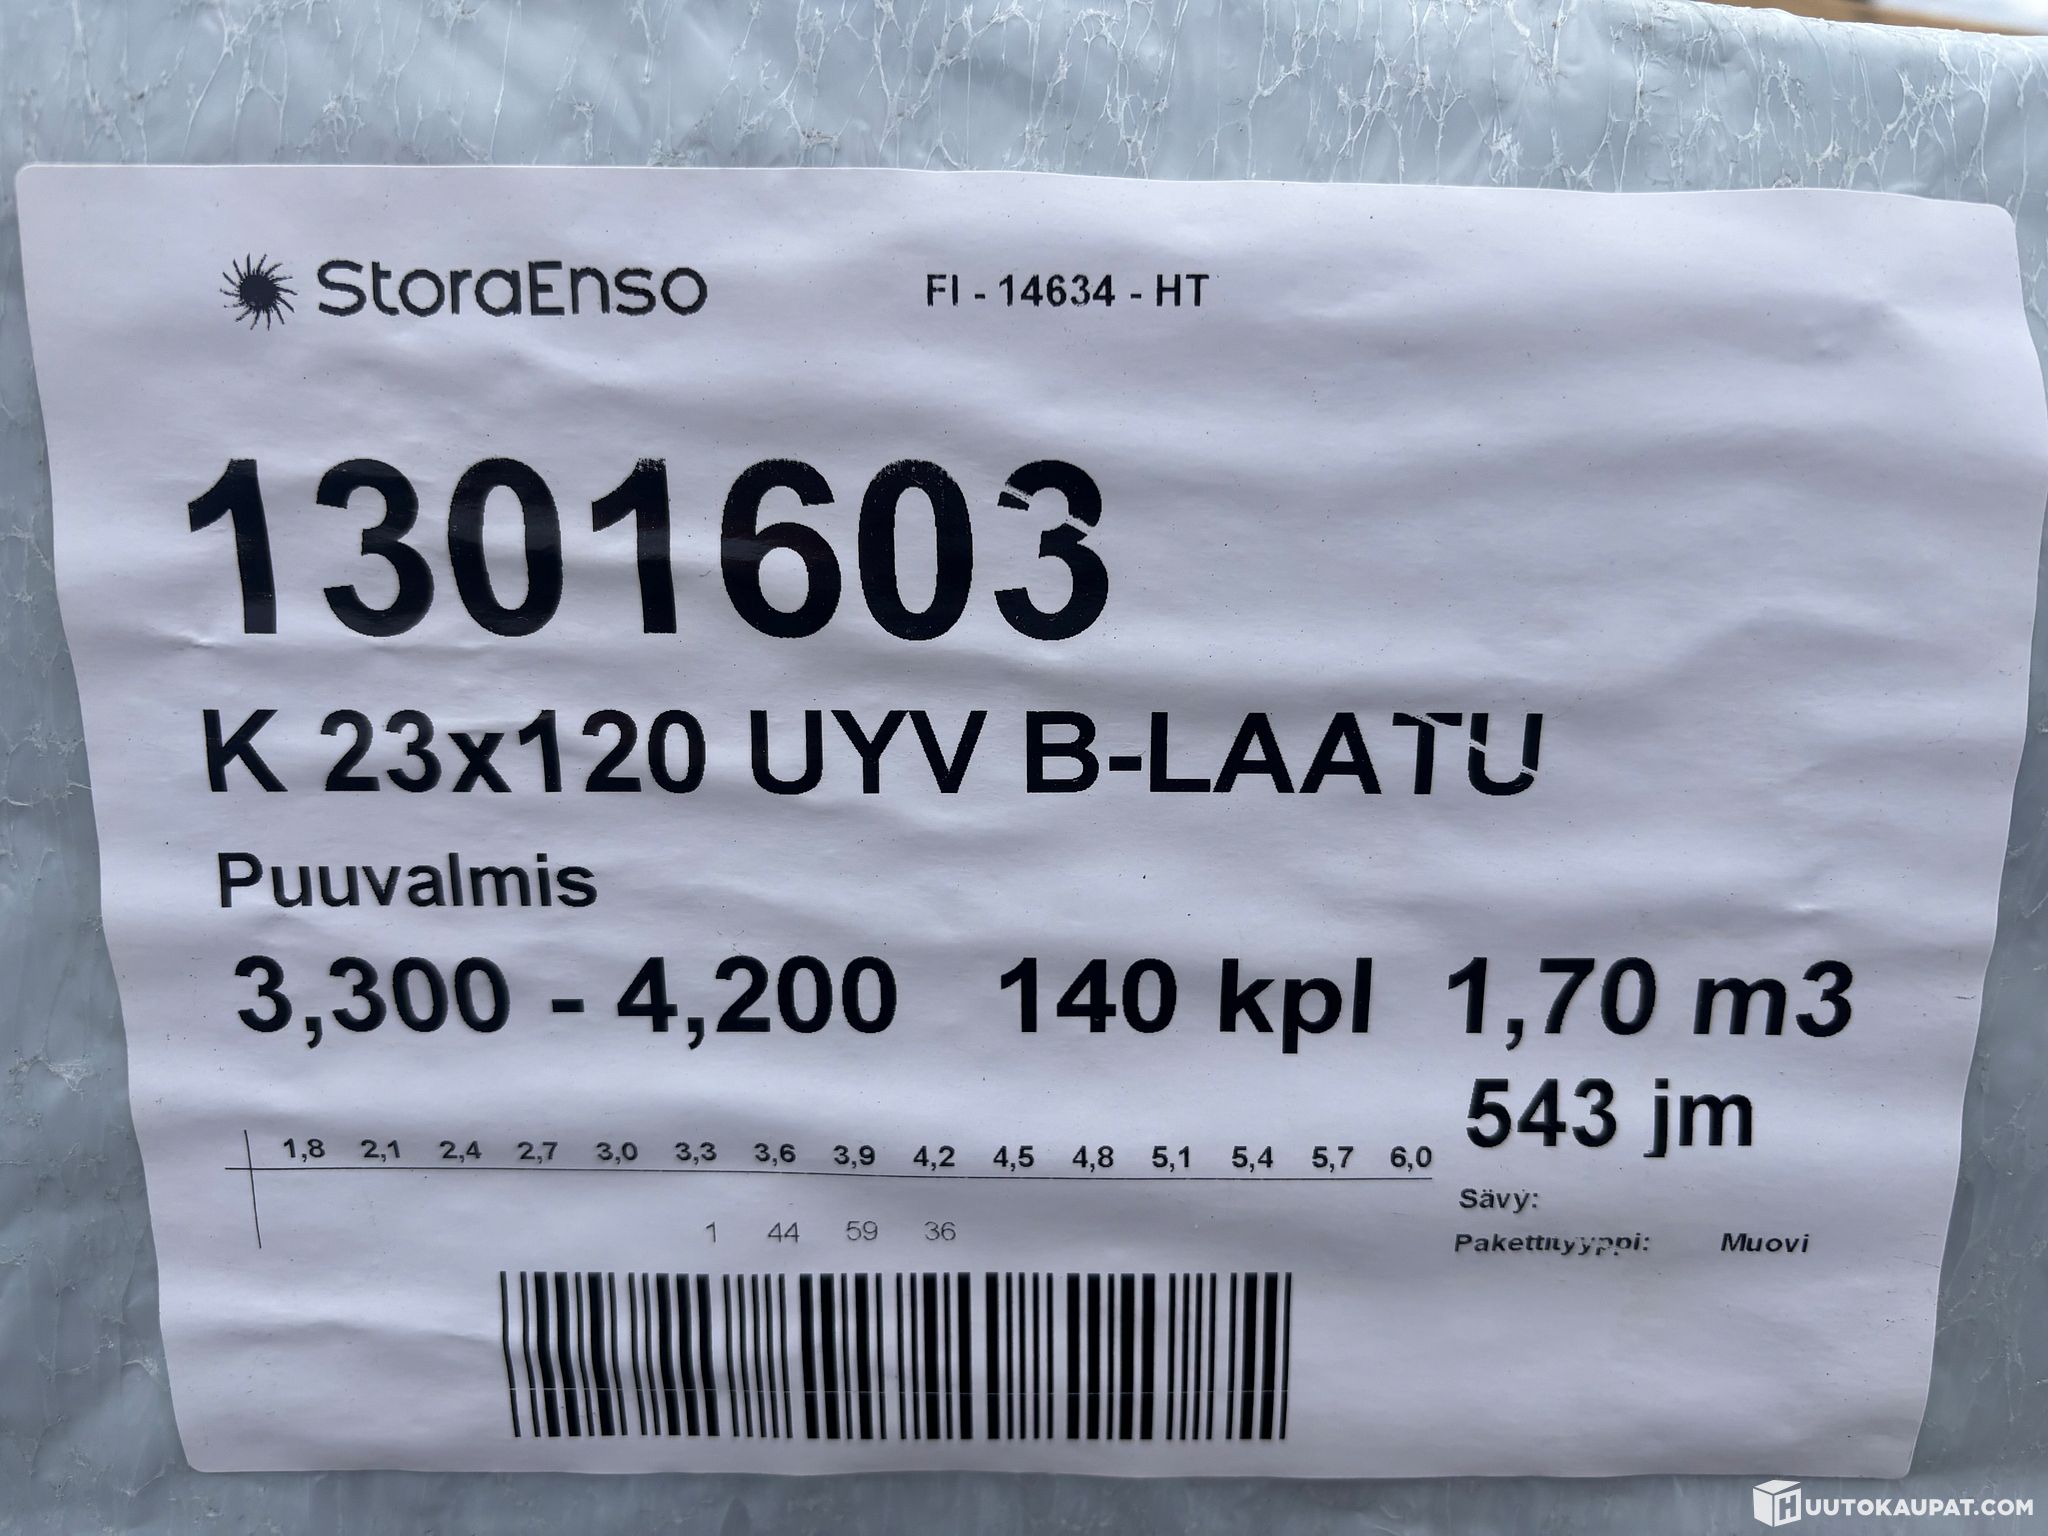 StoraEnso
FI - 14634 - HT
1301603
K 23x120 UYV B-LAATU
Puuvalmis
3,300 - 4,200 140 kpl 1,70 m3
543 jm
1,8 2,1 2,4 2,7 3,0 3,3 3,6 3,9 4,2 4,5 4,8 5,1 5,4 5,7 6,0
1 44 59 36
Sävy:
Pakettityyppi: Muovi
HUUTOKAUPAT.COM